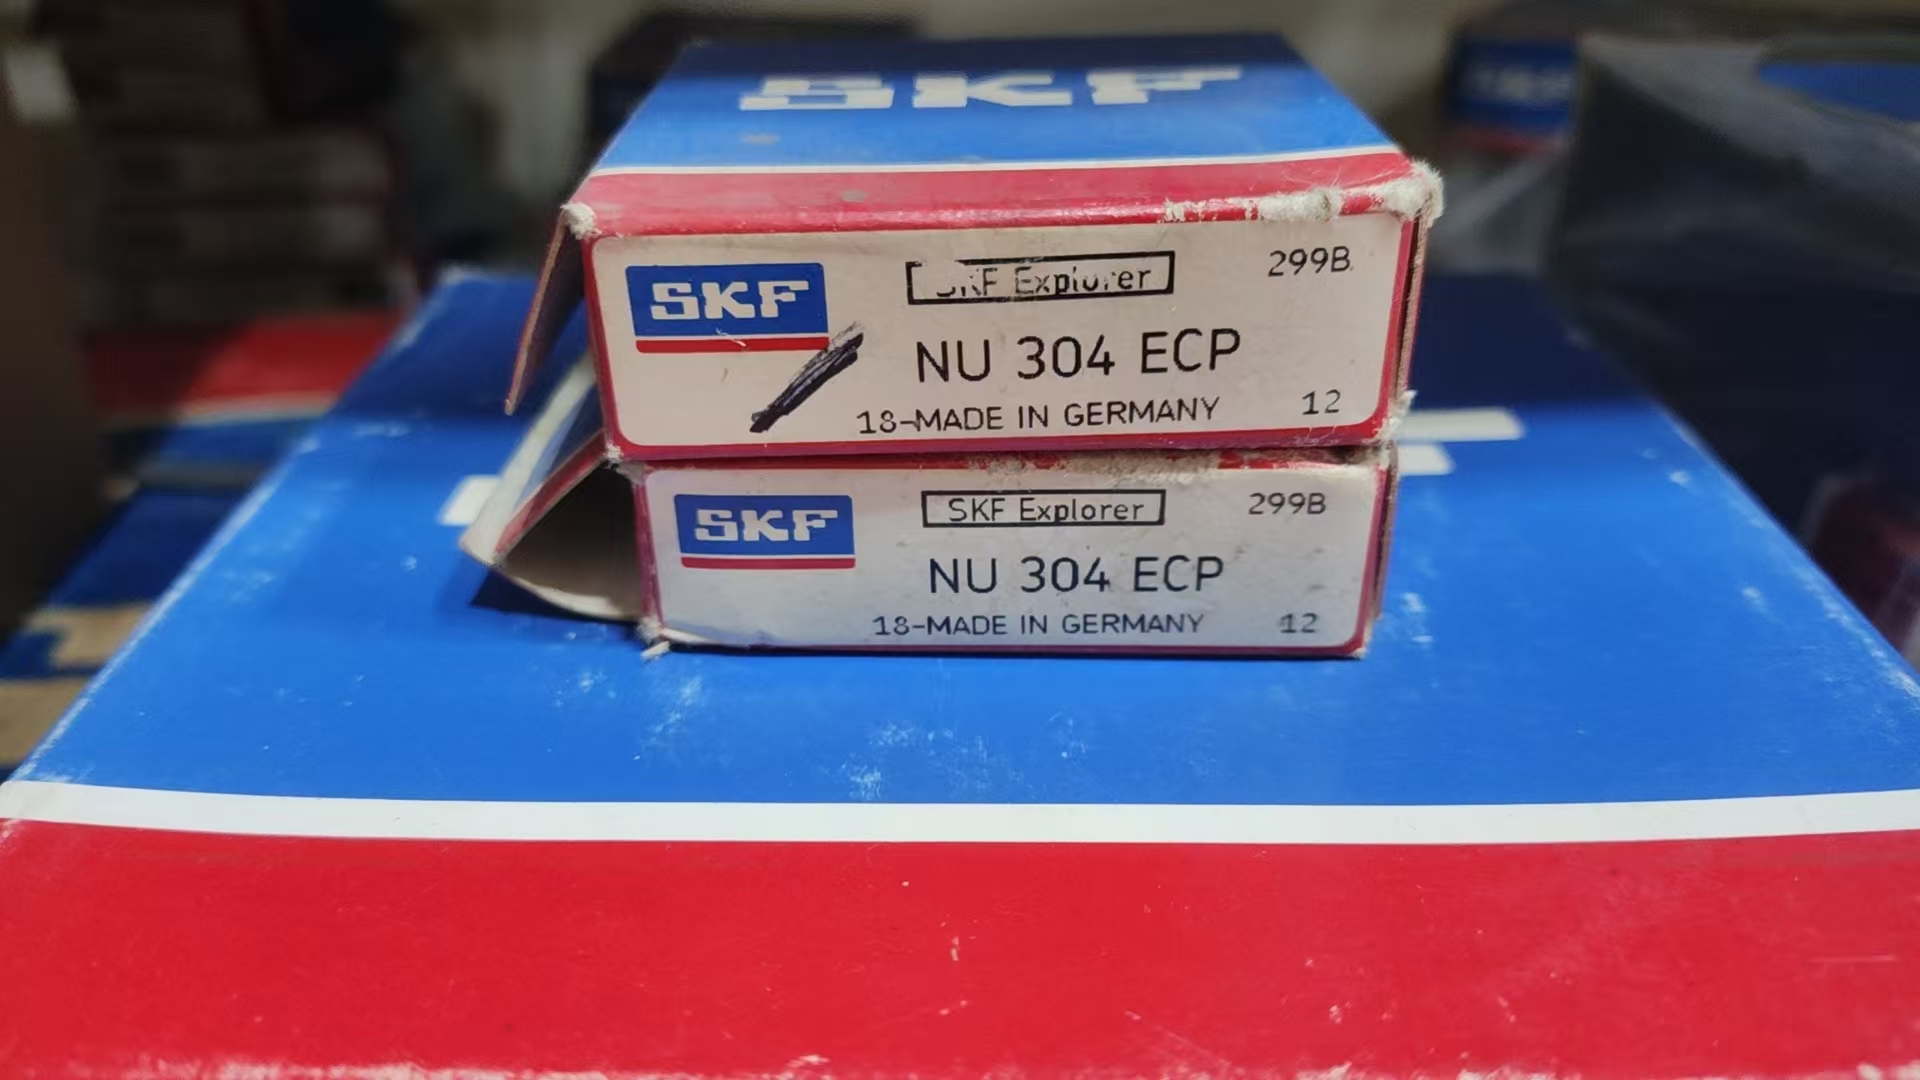 SKF
SKF
SKF Explorer
299B
NU 304 ECP
18-MADE IN GERMANY
12
SKF
SKF Explorer
299B
NU 304 ECP
18-MADE IN GERMANY
12